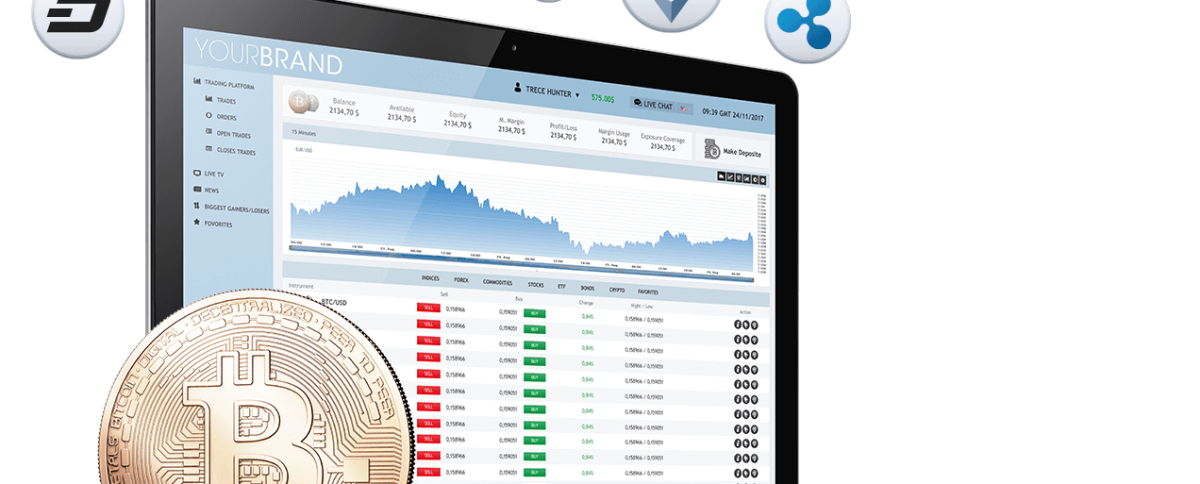 YOURBRAND
TRECE HUNTER 575.00$ LIVE CHAT 09:39 GMT 24/11/2017
TRADING PLATFORM
TRADES
ORDERS
OPEN TRADES
CLOSES TRADES
LIVE TV
NEWS
BIGGEST GAINERS/LOSERS
FOVORITES
Balance Available Equity M. Margin Profit/Loss Margin Usage Exposure Coverage
2134,70 $ 2134,70 $ 2134,70 $ 2134,70 $ 2134,70 $ 2134,70 $ 2134,70 $
Make Deposite
15 Minutes
EUR/USD
INDICES FOREX COMMODITIES STOCKS ETF BONDS CRYPTO FAVORITES
Instrument Sell Buy Change Hight / Low ACTION
BTC/USD SELL 0,158966 0,159051 BUY 0,84% 0,158966 / 0,159051
SELL 0,158966 0,159051 BUY 0,84% 0,158966 / 0,159051
SELL 0,158966 0,159051 BUY 0,84% 0,158966 / 0,159051
SELL 0,158966 0,159051 BUY 0,84% 0,158966 / 0,159051
SELL 0,158966 0,159051 BUY 0,84% 0,158966 / 0,159051
SELL 0,158966 0,159051 BUY 0,84% 0,158966 / 0,159051
SELL 0,158966 0,159051 BUY 0,84% 0,158966 / 0,159051
SELL 0,158966 0,159051 BUY 0,84% 0,158966 / 0,159051
SELL 0,158966 0,159051 BUY 0,84% 0,158966 / 0,159051
SELL 0,158966 0,159051 BUY 0,84% 0,158966 / 0,159051
SELL 0,158966 0,159051 BUY 0,84% 0,158966 / 0,159051
BITCOIN · DIGITAL · DECENTRALIZED PEER TO PEER